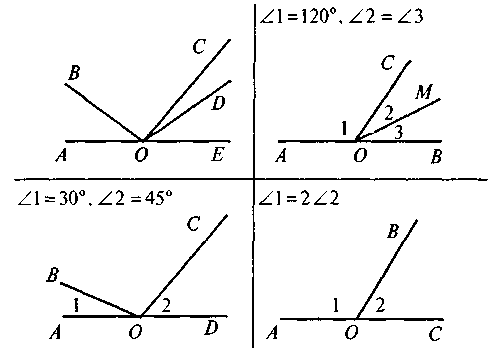 C
B
D
A O E
∠1=120°, ∠2=∠3
C
M
2
1 3
A O B
∠1=30°, ∠2=45°
C
B
1 2
A O D
∠1=2∠2
B
1 2
A O C